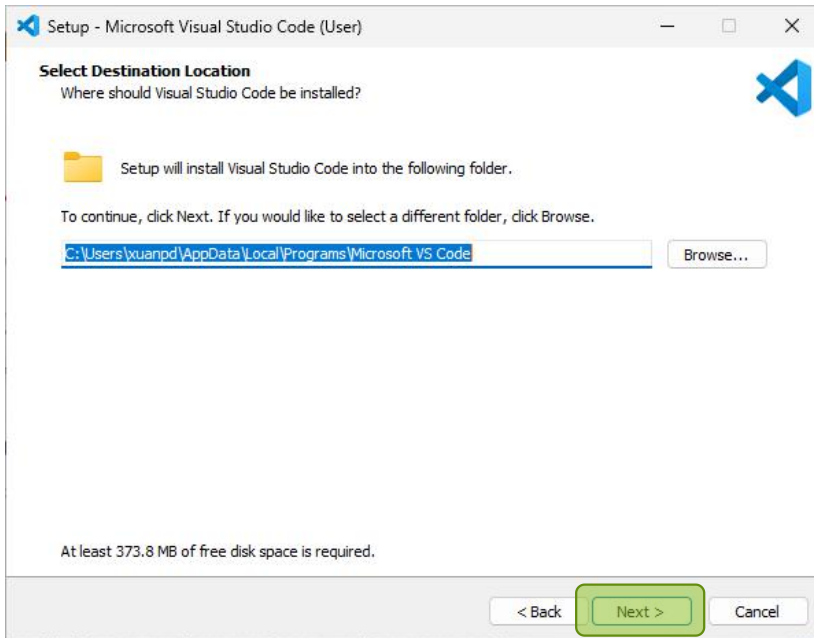 Setup - Microsoft Visual Studio Code (User)
Select Destination Location
Where should Visual Studio Code be installed?
Setup will install Visual Studio Code into the following folder.
To continue, click Next. If you would like to select a different folder, click Browse.
C:\Users\xuanpd\AppData\Local\Programs\Microsoft VS Code
Browse...
At least 373.8 MB of free disk space is required.
< Back Next > Cancel